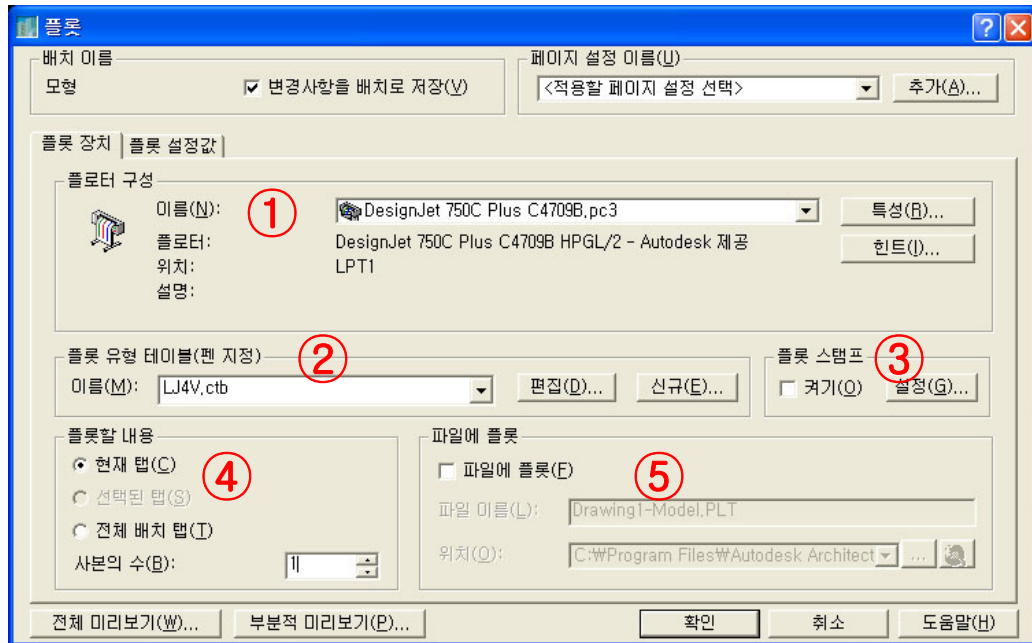 플롯
배치 이름
페이지 설정 이름(U)
모형
변경사항을 배치로 저장(V)
<적용할 페이지 설정 선택>
추가(A)...
플롯 장치
플롯 설정값
플로터 구성
이름(N):
①
DesignJet 750C Plus C4709B.pc3
특성(R)...
플로터:
DesignJet 750C Plus C4709B HPGL/2 - Autodesk 제공
힌트(I)...
위치:
LPT1
설명:
플롯 유형 테이블(펜 지정)
②
플롯 스탬프
③
이름(M):
LJ4V.ctb
편집(D)...
신규(E)...
켜기(O)
설정(G)...
플롯할 내용
파일에 플롯
현재 탭(C)
④
파일에 플롯(F)
⑤
선택된 탭(S)
파일 이름(L):
Drawing1-Model.PLT
전체 배치 탭(T)
위치(O):
C:₩Program Files₩Autodesk Architect
...
사본의 수(B):
1
전체 미리보기(W)...
부분적 미리보기(P)...
확인
취소
도움말(H)